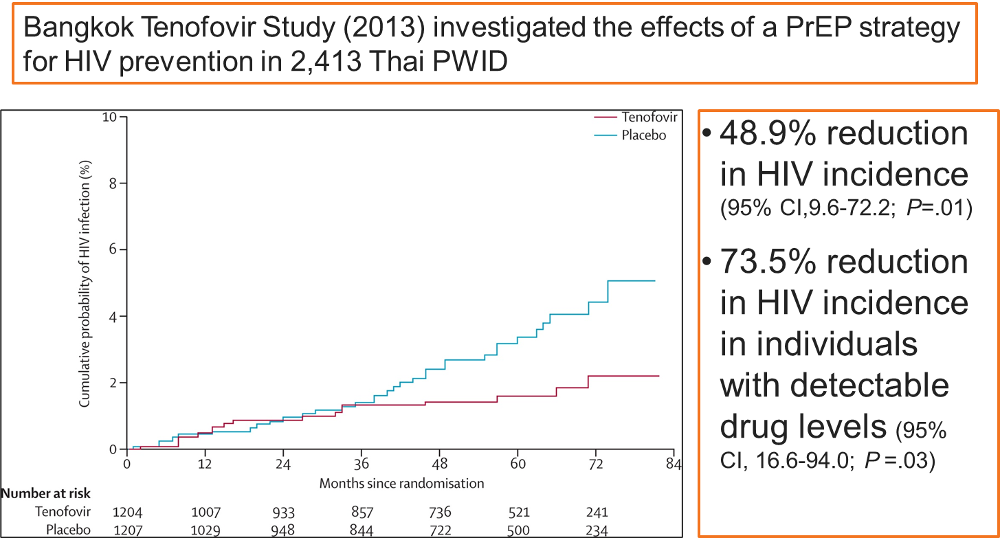 Bangkok Tenofovir Study (2013) investigated the effects of a PrEP strategy
for HIV prevention in 2,413 Thai PWID
Tenofovir
Placebo
Cumulative probability of HIV infection (%)
10
8
6
4
2
0
0 12 24 36 48 60 72 84
Months since randomisation
Number at risk
Tenofovir 1204 1007 933 857 736 521 241
Placebo 1207 1029 948 844 722 500 234
• 48.9% reduction
in HIV incidence
(95% CI,9.6-72.2; P=.01)
• 73.5% reduction
in HIV incidence
in individuals
with detectable
drug levels (95%
CI, 16.6-94.0; P =.03)